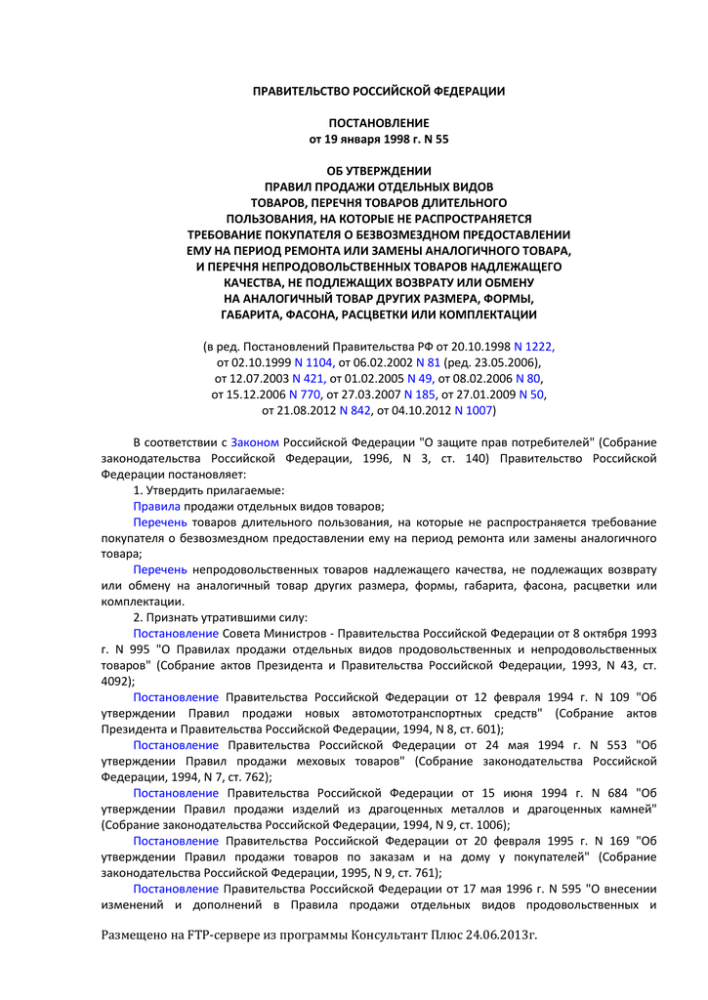 ПРАВИТЕЛЬСТВО РОССИЙСКОЙ ФЕДЕРАЦИИ
ПОСТАНОВЛЕНИЕ
от 19 января 1998 г. N 55
ОБ УТВЕРЖДЕНИИ
ПРАВИЛ ПРОДАЖИ ОТДЕЛЬНЫХ ВИДОВ
ТОВАРОВ, ПЕРЕЧНЯ ТОВАРОВ ДЛИТЕЛЬНОГО
ПОЛЬЗОВАНИЯ, НА КОТОРЫЕ НЕ РАСПРОСТРАНЯЕТСЯ
ТРЕБОВАНИЕ ПОКУПАТЕЛЯ О БЕЗВОЗМЕЗДНОМ ПРЕДОСТАВЛЕНИИ
ЕМУ НА ПЕРИОД РЕМОНТА ИЛИ ЗАМЕНЫ АНАЛОГИЧНОГО ТОВАРА,
И ПЕРЕЧНЯ НЕПРОДОВОЛЬСТВЕННЫХ ТОВАРОВ НАДЛЕЖАЩЕГО
КАЧЕСТВА, НЕ ПОДЛЕЖАЩИХ ВОЗВРАТУ ИЛИ ОБМЕНУ
НА АНАЛОГИЧНЫЙ ТОВАР ДРУГИХ РАЗМЕРА, ФОРМЫ,
ГАБАРИТА, ФАСОНА, РАСЦВЕТКИ ИЛИ КОМПЛЕКТАЦИИ
(в ред. Постановлений Правительства РФ от 20.10.1998 N 1222,
от 02.10.1999 N 1104, от 06.02.2002 N 81 (ред. 23.05.2006),
от 12.07.2003 N 421, от 01.02.2005 N 49, от 08.02.2006 N 80,
от 15.12.2006 N 770, от 27.03.2007 N 185, от 27.01.2009 N 50,
от 21.08.2012 N 842, от 04.10.2012 N 1007)
В соответствии с Законом Российской Федерации "О защите прав потребителей" (Собрание
законодательства Российской Федерации, 1996, N 3, ст. 140) Правительство Российской
Федерации постановляет:
1. Утвердить прилагаемые:
Правила продажи отдельных видов товаров;
Перечень товаров длительного пользования, на которые не распространяется требование
покупателя о безвозмездном предоставлении ему на период ремонта или замены аналогичного
товара;
Перечень непродовольственных товаров надлежащего качества, не подлежащих возврату
или обмену на аналогичный товар других размера, формы, габарита, фасона, расцветки или
комплектации.
2. Признать утратившими силу:
Постановление Совета Министров - Правительства Российской Федерации от 8 октября 1993
г. N 995 "О Правилах продажи отдельных видов продовольственных и непродовольственных
товаров" (Собрание актов Президента и Правительства Российской Федерации, 1993, N 43, ст.
4092);
Постановление Правительства Российской Федерации от 12 февраля 1994 г. N 109 "Об
утверждении Правил продажи новых автомототранспортных средств" (Собрание актов
Президента и Правительства Российской Федерации, 1994, N 8, ст. 601);
Постановление Правительства Российской Федерации от 24 мая 1994 г. N 553 "Об
утверждении Правил продажи меховых товаров" (Собрание законодательства Российской
Федерации, 1994, N 7, ст. 762);
Постановление Правительства Российской Федерации от 15 июня 1994 г. N 684 "Об
утверждении Правил продажи изделий из драгоценных металлов и драгоценных камней"
(Собрание законодательства Российской Федерации, 1994, N 9, ст. 1006);
Постановление Правительства Российской Федерации от 20 февраля 1995 г. N 169 "Об
утверждении Правил продажи товаров по заказам и на дому у покупателей" (Собрание
законодательства Российской Федерации, 1995, N 9, ст. 761);
Постановление Правительства Российской Федерации от 17 мая 1996 г. N 595 "О внесении
изменений и дополнений в Правила продажи отдельных видов продовольственных и
Размещено на FTP-сервере из программы Консультант Плюс 24.06.2013г.